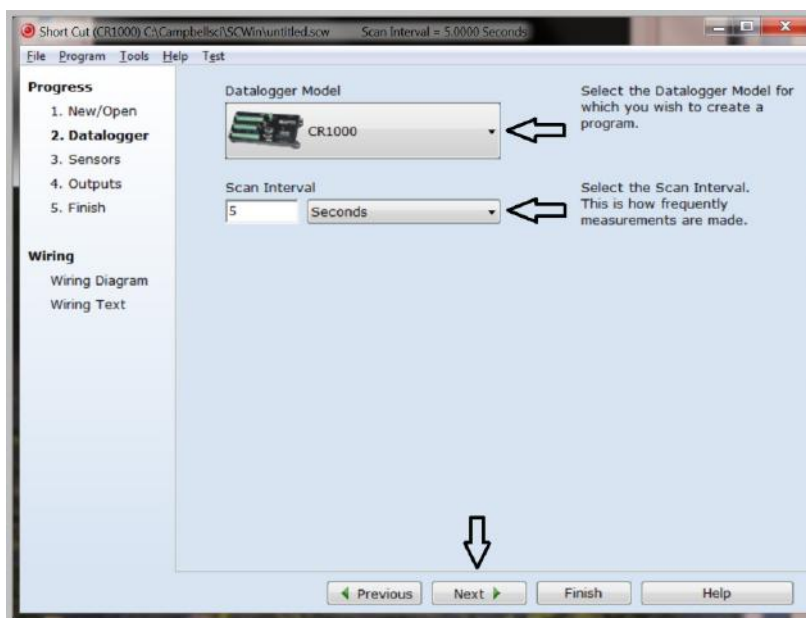 Short Cut (CR1000) C:\Campbellsci\SCWin\untitled.scw Scan Interval = 5.0000 Seconds
File Program Tools Help Test
Progress
1. New/Open
2. Datalogger
3. Sensors
4. Outputs
5. Finish
Wiring
Wiring Diagram
Wiring Text
Datalogger Model
CR1000
Select the Datalogger Model for
which you wish to create a
program.
Scan Interval
5 Seconds
Select the Scan Interval.
This is how frequently
measurements are made.
Previous Next Finish Help